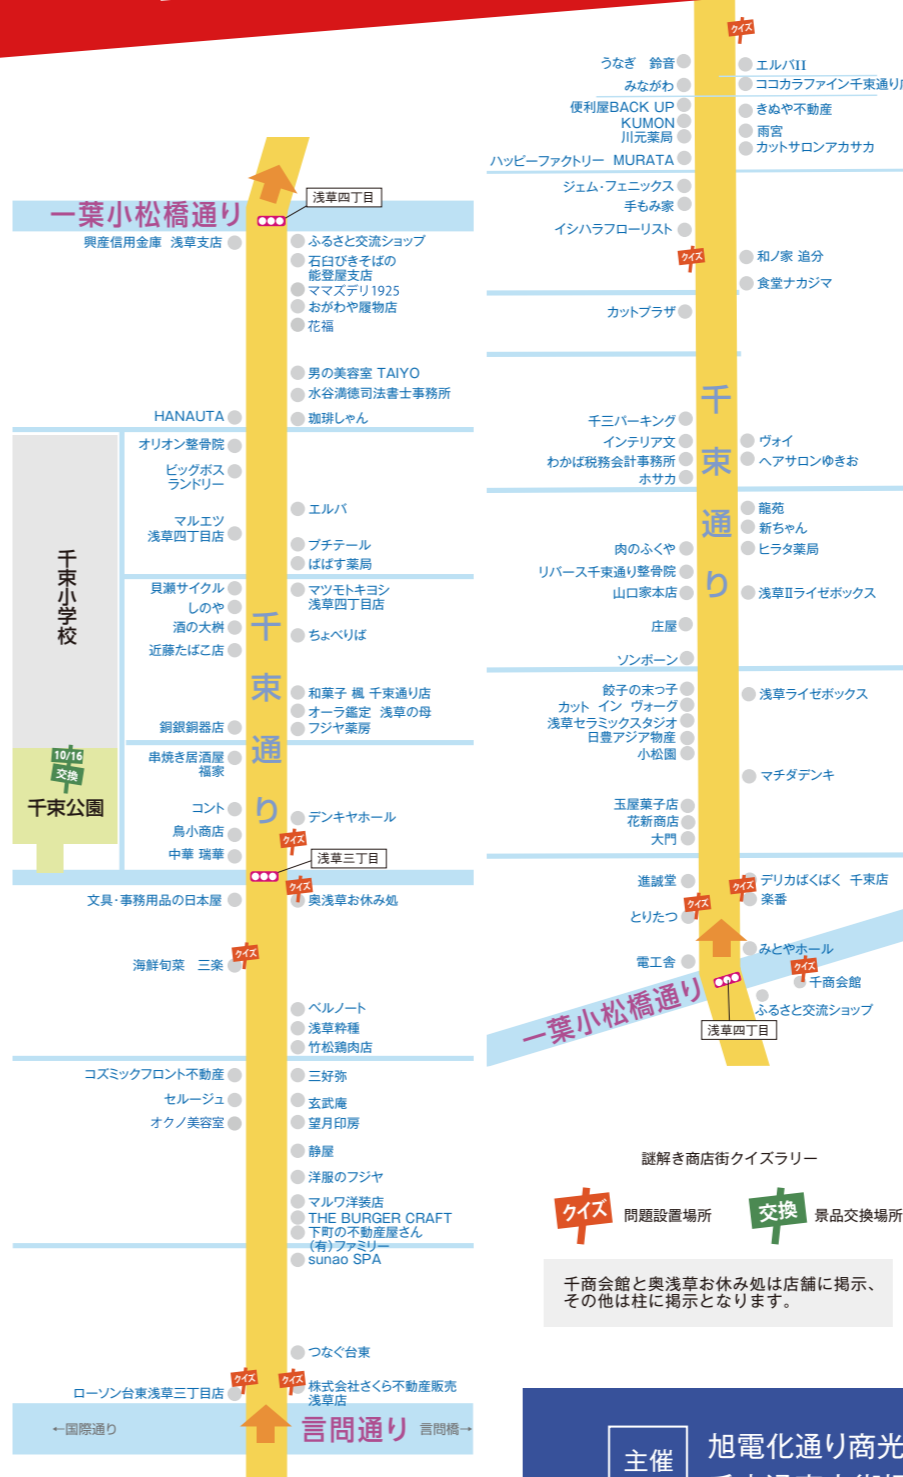 一葉小松橋通り
浅草四丁目
興産信用金庫 浅草支店
ふるさと交流ショップ
石臼びきそばの
能登屋支店
ママズデリ1925
おがわや履物店
花福
男の美容室 TAIYO
水谷満徳司法書士事務所
HANAUTA
珈琲しゃん
オリオン整骨院
ビッグボス
ランドリー
エルバ
マルエツ
浅草四丁目店
プチテール
ばばす薬局
千束小学校
貝瀬サイクル
マツモトキヨシ
浅草四丁目店
しのや
酒の大桝
ちょべりば
近藤たばこ店
千束通り
和菓子 楓 千束通り店
オーラ鑑定 浅草の母
銅銀銅器店
フジヤ薬房
10/16
交換
千束公園
串焼き居酒屋
福家
コント
デンキヤホール
鳥小商店
クイズ
中華 瑞華
浅草三丁目
クイズ
文具・事務用品の日本屋
奥浅草お休み処
クイズ
海鮮旬菜 三楽
ベルノート
浅草粋種
竹松鶏肉店
コズミックフロント不動産
三好弥
セルージュ
玄武庵
オクノ美容室
望月印房
静屋
洋服のフジヤ
マルワ洋装店
THE BURGER CRAFT
下町の不動産屋さん
(有)ファミリー
sunao SPA
つなぐ台東
クイズ
クイズ
ローソン台東浅草三丁目店
株式会社さくら不動産販売
浅草店
←国際通り
言問通り
言問橋→
クイズ
うなぎ 鈴音
エルバII
みながわ
ココカラファイン千束通り店
便利屋BACK UP
きぬや不動産
KUMON
川元薬局
雨宮
カットサロンアカサカ
ハッピーファクトリー MURATA
ジェム・フェニックス
手もみ家
イシハラフローリスト
クイズ
和ノ家 追分
食堂ナカジマ
カットプラザ
千束通り
千三パーキング
インテリア文
ヴォイ
わかば税務会計事務所
ヘアサロンゆきお
ホサカ
龍苑
新ちゃん
肉のふくや
ヒラタ薬局
リバース千束通り整骨院
山口家本店
浅草IIライゼボックス
庄屋
ソンボーン
餃子の末っ子
浅草ライゼボックス
カット イン ヴォーグ
浅草セラミックスタジオ
日豊アジア物産
小松園
マチダデンキ
玉屋菓子店
花新商店
大門
進誠堂
クイズ
デリカぱくぱく 千束店
楽番
クイズ
とりたつ
みとやホール
電工舎
クイズ
千商会館
一葉小松橋通り
ふるさと交流ショップ
浅草四丁目
謎解き商店街クイズラリー
クイズ
問題設置場所
交換
景品交換場所
千商会館と奥浅草お休み処は店舗に掲示、
その他は柱に掲示となります。
主催
旭電化通り商光